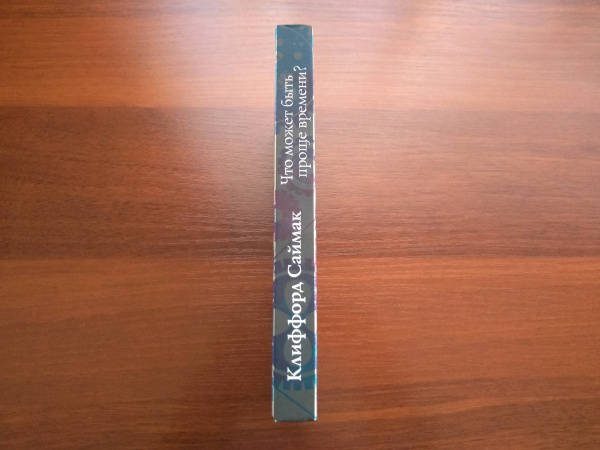 Клиффорд Саймак
Что может быть
проще времени?